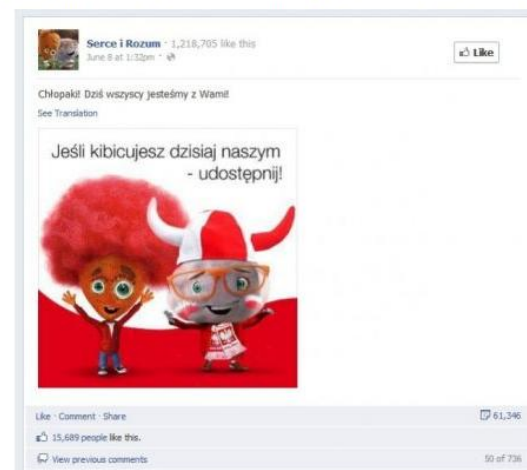 Serce i Rozum · 1,218,705 like this
June 8 at 1:32pm ·
Like
Chłopaki! Dziś wszyscy jesteśmy z Wami!
See Translation
Jeśli kibicujesz dzisiaj naszym
- udostępnij!
Like · Comment · Share
61,346
15,689 people like this.
View previous comments
50 of 736